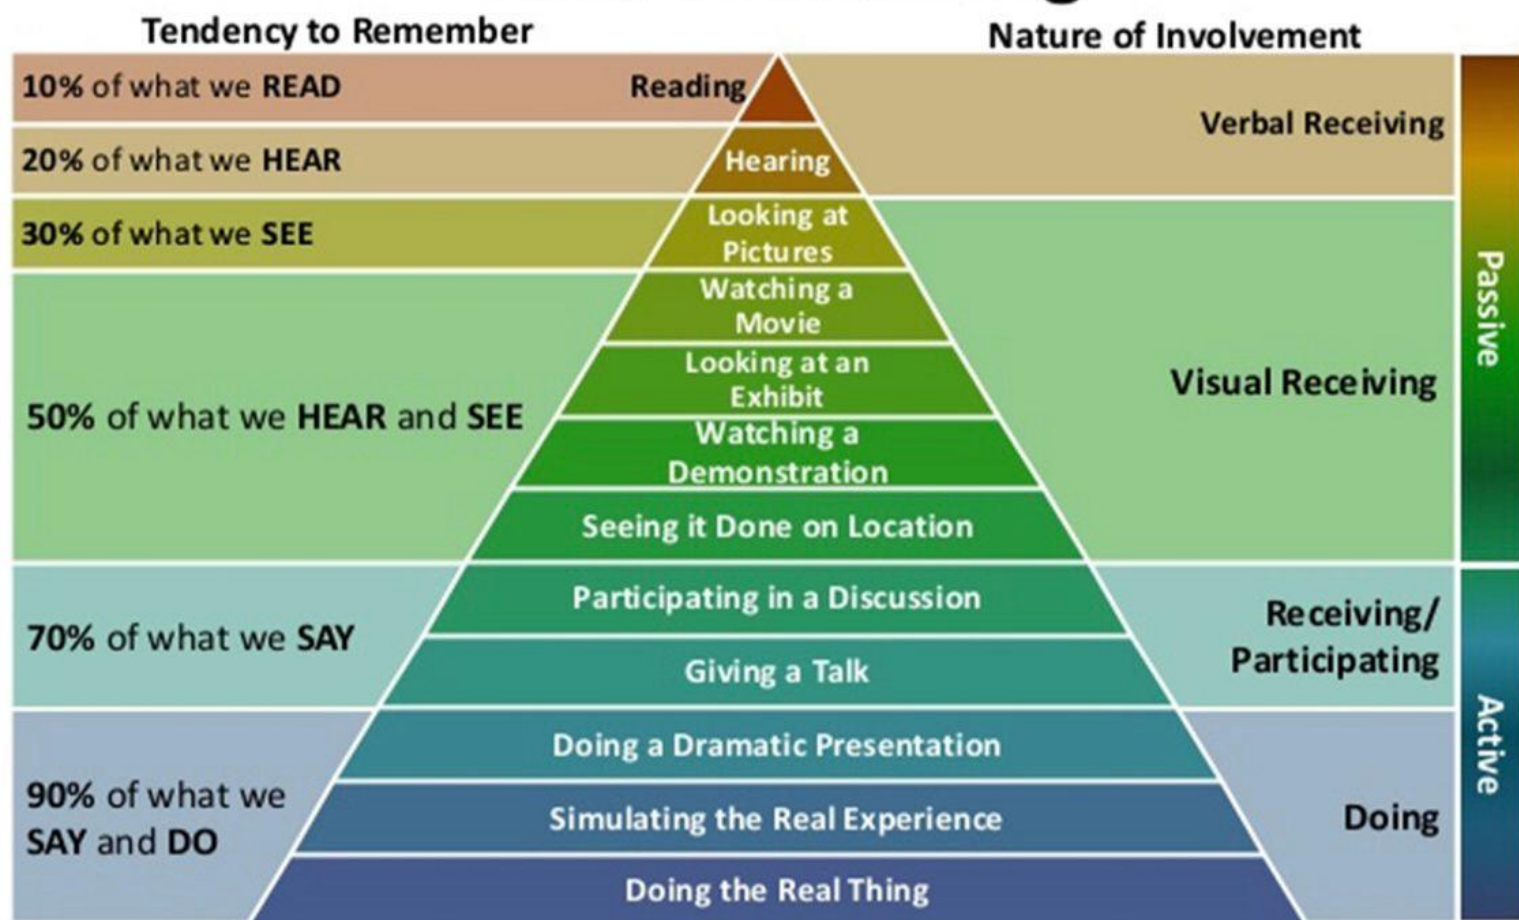 Tendency to Remember
Nature of Involvement
10% of what we READ
Reading
Verbal Receiving
20% of what we HEAR
Hearing
30% of what we SEE
Looking at
Pictures
Watching a
Movie
Looking at an
Exhibit
Watching a
Demonstration
Seeing it Done on Location
50% of what we HEAR and SEE
Visual Receiving
Passive
70% of what we SAY
Participating in a Discussion
Giving a Talk
Receiving/
Participating
90% of what we
SAY and DO
Doing a Dramatic Presentation
Simulating the Real Experience
Doing the Real Thing
Doing
Active